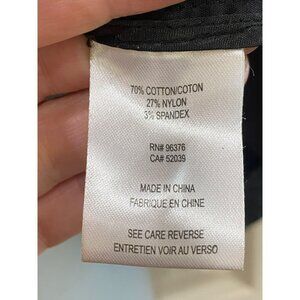 70% COTTON/COTON
27% NYLON
3% SPANDEX
RN# 96376
CA# 52039
MADE IN CHINA
FABRIQUE EN CHINE
SEE CARE REVERSE
ENTRETIEN VOIR AU VERSO